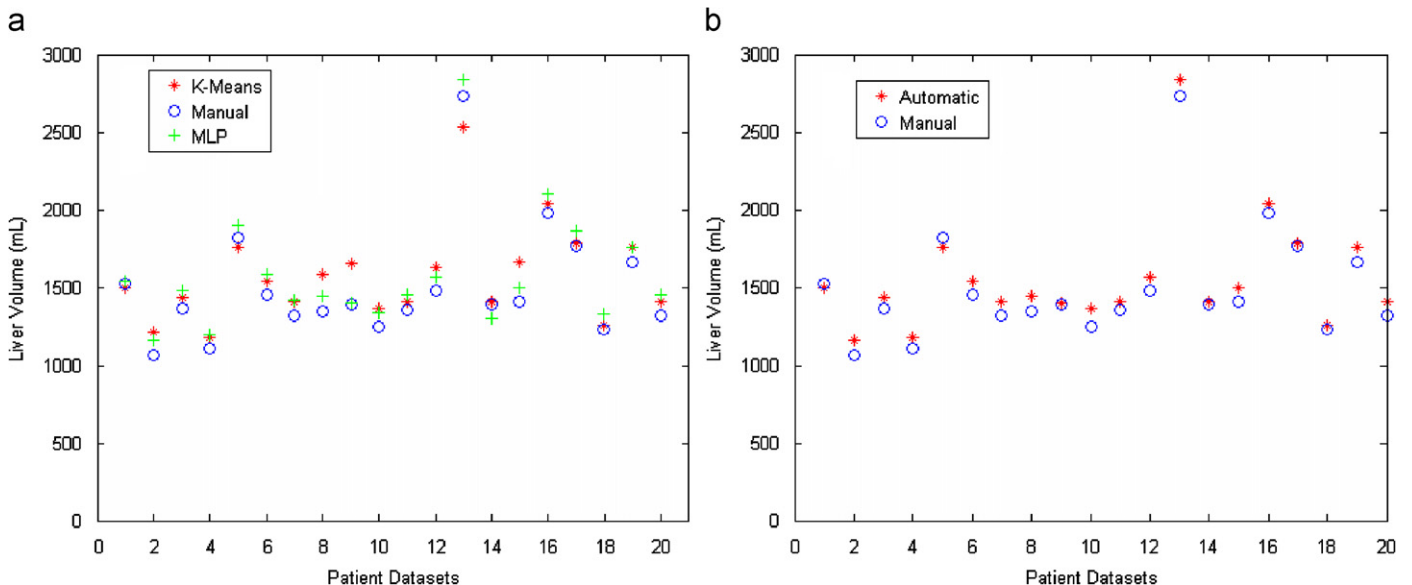 a
3000
2500
2000
1500
1000
500
0
Liver Volume (mL)
K-Means
Manual
MLP
0 2 4 6 8 10 12 14 16 18 20
Patient Datasets
b
3000
2500
2000
1500
1000
500
0
Liver Volume (mL)
Automatic
Manual
0 2 4 6 8 10 12 14 16 18 20
Patient Datasets